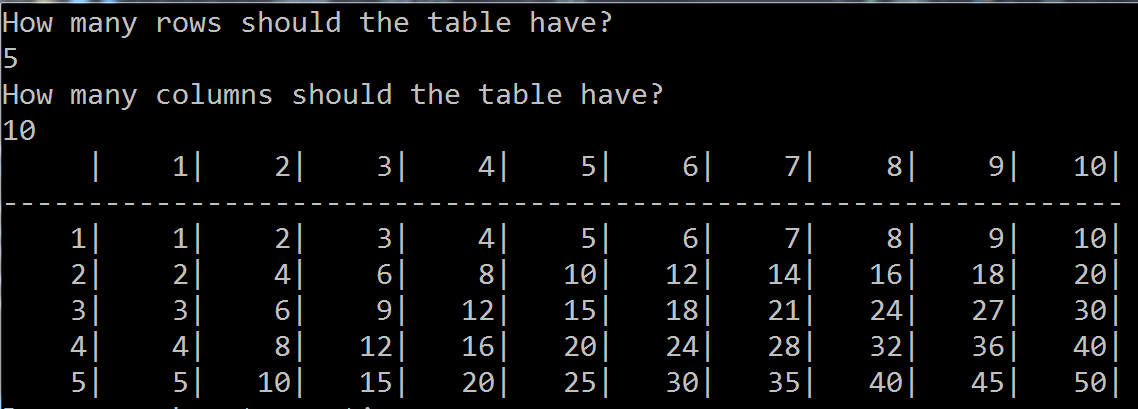 How many rows should the table have?
5
How many columns should the table have?
10
     |    1|    2|    3|    4|    5|    6|    7|    8|    9|   10|
------------------------------------------------------------------
    1|    1|    2|    3|    4|    5|    6|    7|    8|    9|   10|
    2|    2|    4|    6|    8|   10|   12|   14|   16|   18|   20|
    3|    3|    6|    9|   12|   15|   18|   21|   24|   27|   30|
    4|    4|    8|   12|   16|   20|   24|   28|   32|   36|   40|
    5|    5|   10|   15|   20|   25|   30|   35|   40|   45|   50|